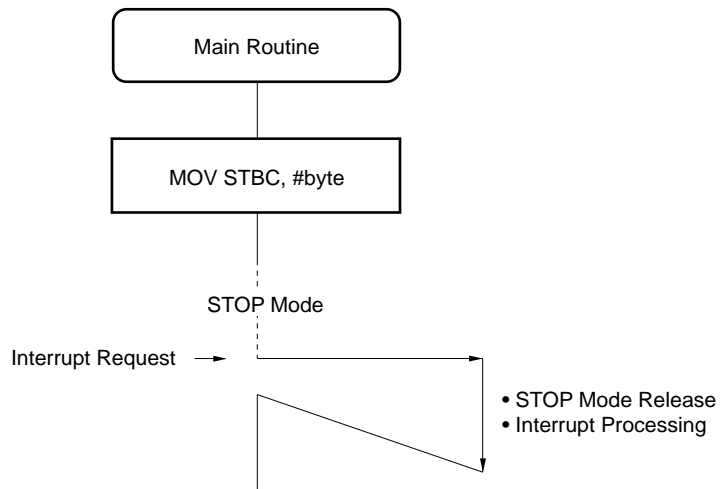 Main Routine
MOV STBC, #byte
STOP Mode
Interrupt Request
• STOP Mode Release
• Interrupt Processing